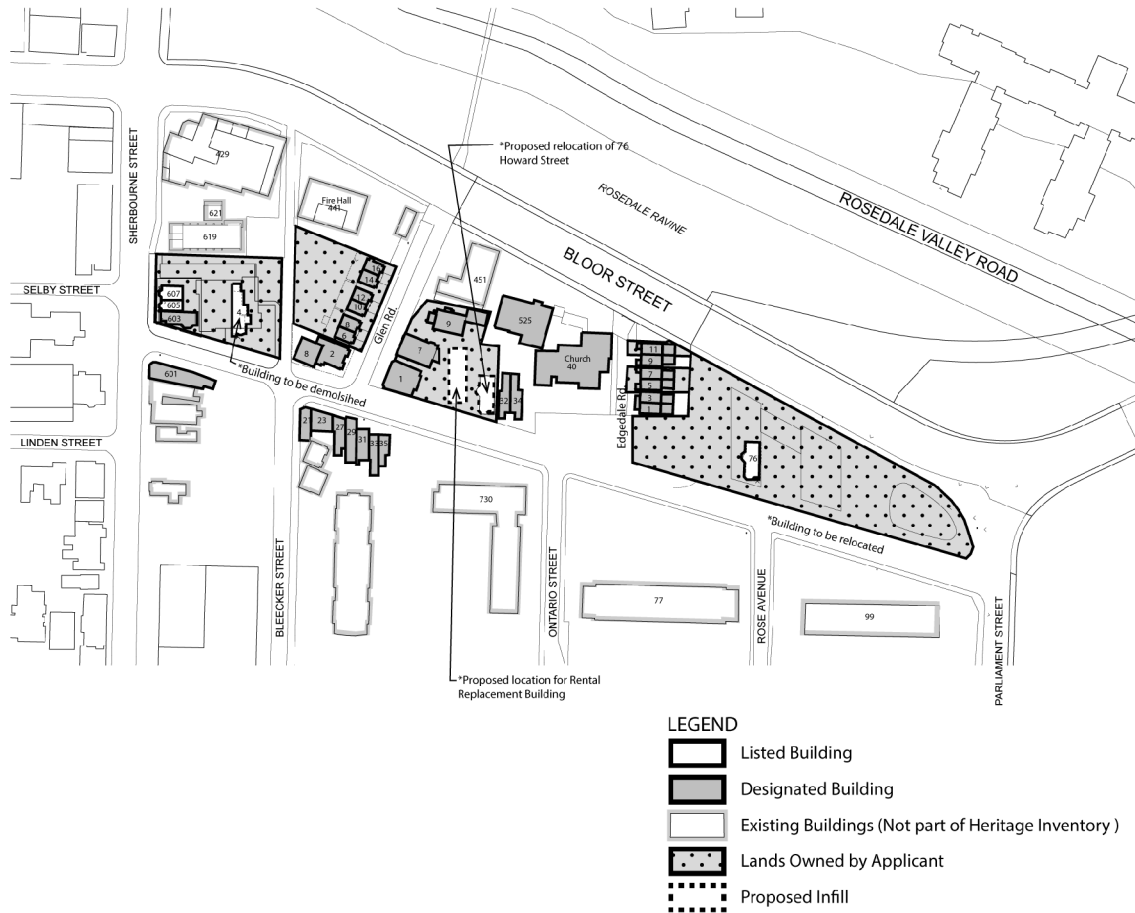 *Proposed relocation of 76
Howard Street
ROSEDALE RAVINE
ROSEDALE VALLEY ROAD
BLOOR STREET
SHERBOURNE STREET
429
Fire Hall
441
621
619
451
SELBY STREET
607
605
603
4
14
12
10
8
6
8
2
Glen Rd.
9
7
1
525
Church
40
32
34
11
9
7
5
3
1
Edgedale Rd.
76
*Building to be demolsihed
601
21
23
27
29
31
33
35
LINDEN STREET
730
*Building to be relocated
BLEECKER STREET
ONTARIO STREET
77
ROSE AVENUE
99
PARLIAMENT STREET
*Proposed location for Rental
Replacement Building
LEGEND
Listed Building
Designated Building
Existing Buildings (Not part of Heritage Inventory )
Lands Owned by Applicant
Proposed Infill